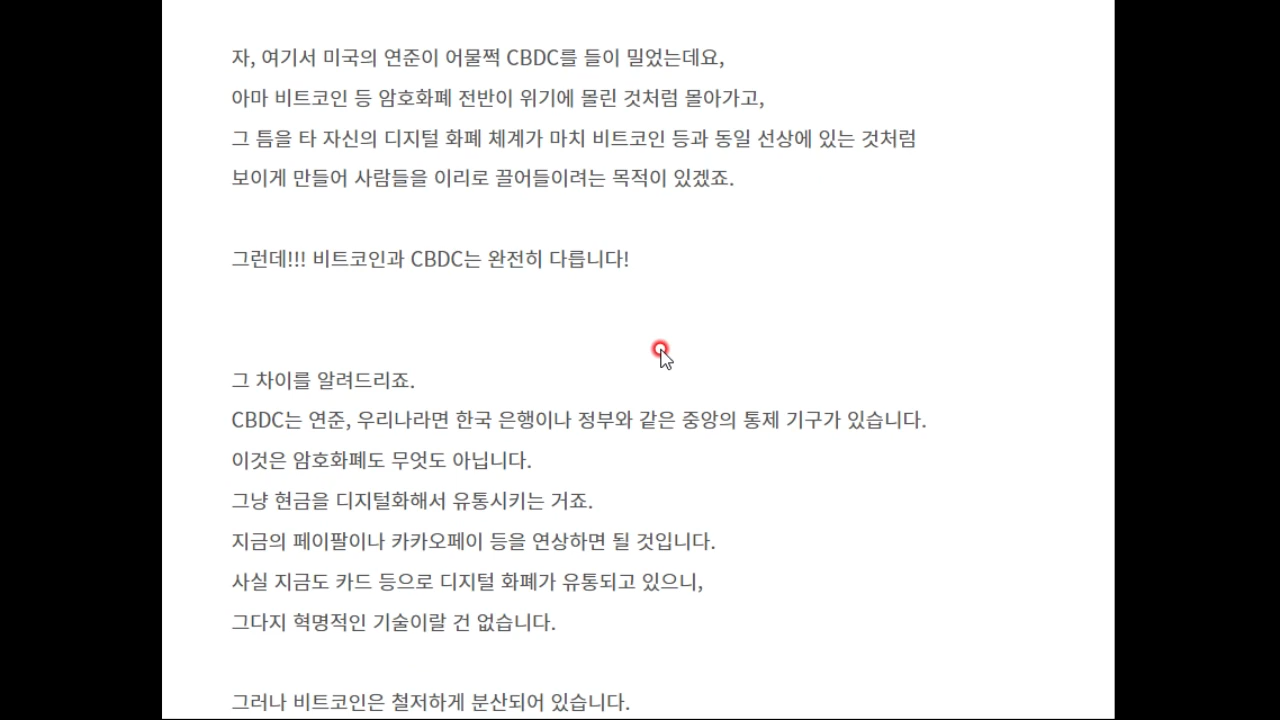 자, 여기서 미국의 연준이 어물쩍 CBDC를 들이 밀었는데요,
아마 비트코인 등 암호화폐 전반이 위기에 몰린 것처럼 몰아가고,
그 틈을 타 자신의 디지털 화폐 체계가 마치 비트코인 등과 동일 선상에 있는 것처럼
보이게 만들어 사람들을 이리로 끌어들이려는 목적이 있겠죠.
그런데!!! 비트코인과 CBDC는 완전히 다릅니다!
그 차이를 알려드리죠.
CBDC는 연준, 우리나라면 한국 은행이나 정부와 같은 중앙의 통제 기구가 있습니다.
이것은 암호화폐도 무엇도 아닙니다.
그냥 현금을 디지털화해서 유통시키는 거죠.
지금의 페이팔이나 카카오페이 등을 연상하면 될 것입니다.
사실 지금도 카드 등으로 디지털 화폐가 유통되고 있으니,
그다지 혁명적인 기술이랄 건 없습니다.
그러나 비트코인은 철저하게 분산되어 있습니다.